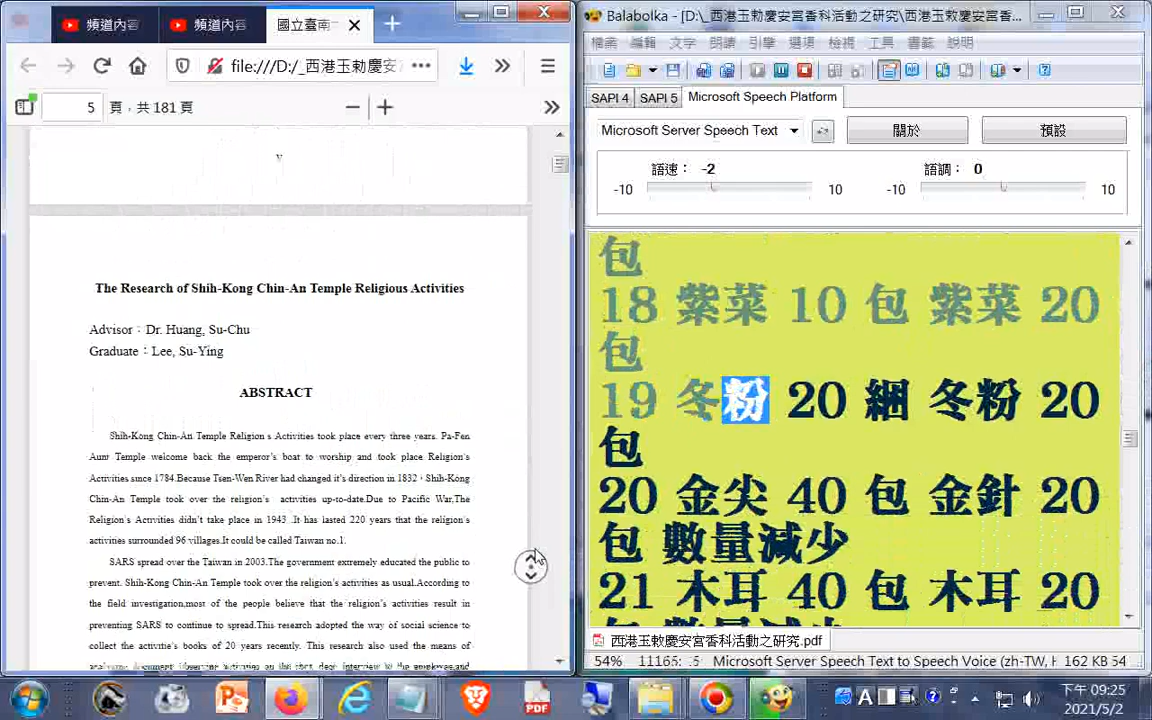 頻道內容
頻道內容
國立臺南一
file:///D:/_西港玉勅慶安
5 頁，共 181 頁
v
The Research of Shih-Kong Chin-An Temple Religious Activities
Advisor：Dr. Huang, Su-Chu
Graduate：Lee, Su-Ying
ABSTRACT
Shih-Kong Chin-An Temple Religion s Activities took place every three years. Pa-Fen
Aunr Temple welcome back the emperor's boat to worship and took place Religion's
Activities since 1784.Because Tsen-Wen River had changed it's direction in 1832，Shih-Kong
Chin-An Temple took over the religion's activities up-to-date.Due to Pacific War,The
Religion's Activities didn't take place in 1943 .It has lasted 220 years that the religion's
activities surrounded 96 villages.It could be called Taiwan no.1.
SARS spread over the Taiwan in 2003.The government extremely educated the public to
prevent. Shih-Kong Chin-An Temple took over the religion's activities as usual.According to
the field investigation,most of the people believe that the religion's activities result in
preventing SARS to continue to spread.This research adopted the way of social science to
collect the activitie's books of 20 years recently. This research also used the means of
Balabolka - [D:\_西港玉敕慶安宮香科活動之研究\西港玉敕慶安宮香...
檔案 編輯 文字 朗讀 引擎 選項 檢視 工具 書籤 說明
SAPI 4 SAPI 5 Microsoft Speech Platform
Microsoft Server Speech Text 關於 預設
語速： -2 語調： 0
-10 10 -10 10
包
18 紫菜 10 包 紫菜 20
包
19 冬粉 20 綑 冬粉 20
包
20 金尖 40 包 金針 20
包 數量減少
21 木耳 40 包 木耳 20
包 數量減少
西港玉敕慶安宮香科活動之研究.pdf
54% 11165: .5 Microsoft Server Speech Text to Speech Voice (zh-TW, H 162 KB 54
PDF
A
下午 09:25
2021/5/2